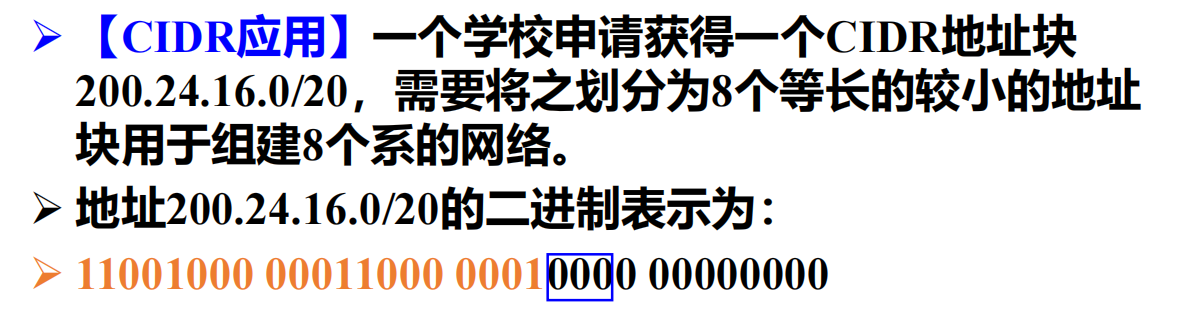 ➢ 【CIDR应用】一个学校申请获得一个CIDR地址块
200.24.16.0/20，需要将之划分为8个等长的较小的地址
块用于组建8个系的网络。
➢ 地址200.24.16.0/20的二进制表示为：
➢ 11001000 00011000 00010000 00000000